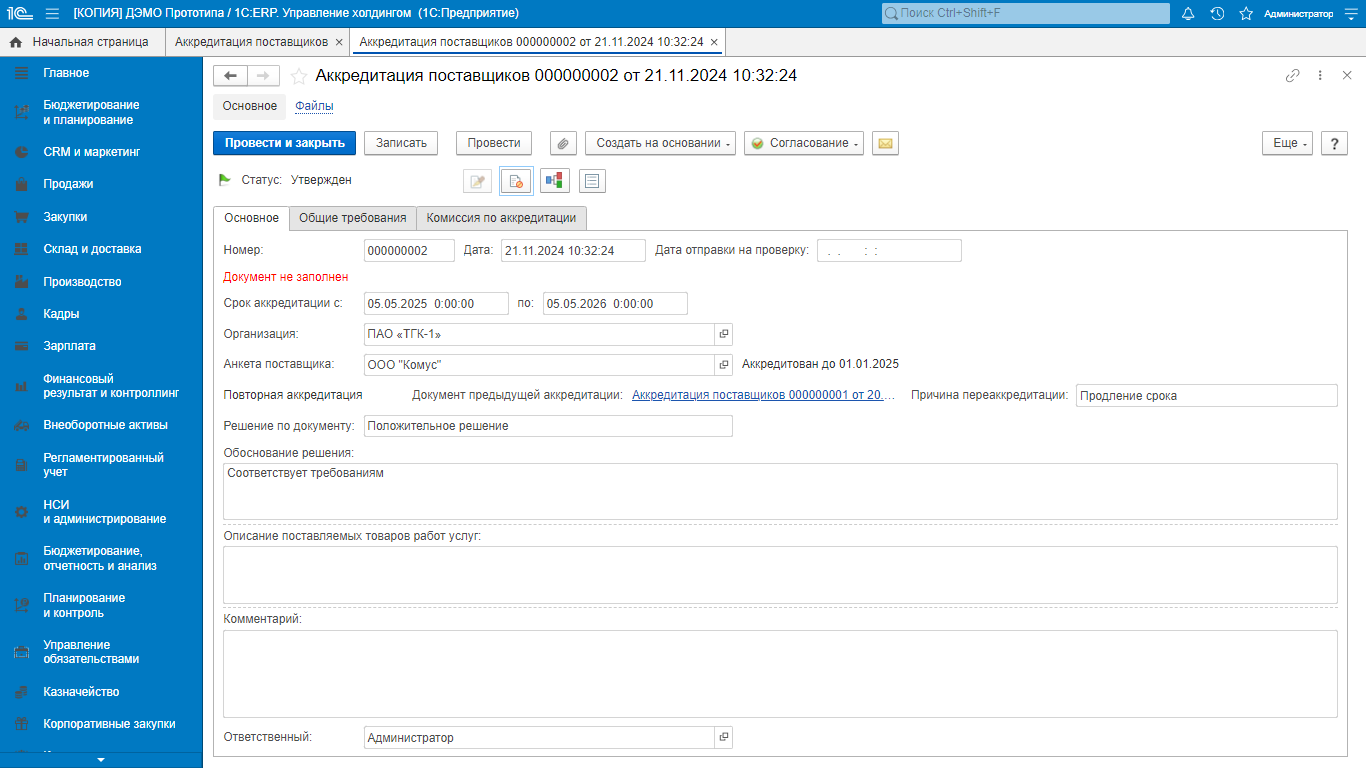 1С [КОПИЯ] ДЭМО Прототипа / 1С:ERP. Управление холдингом (1С:Предприятие) Поиск Ctrl+Shift+F Администратор
Начальная страница Аккредитация поставщиков × Аккредитация поставщиков 000000002 от 21.11.2024 10:32:24 ×
Главное
Бюджетирование
и планирование
CRM и маркетинг
Продажи
Закупки
Склад и доставка
Производство
Кадры
Зарплата
Финансовый
результат и контроллинг
Внеоборотные активы
Регламентированный
учет
НСИ
и администрирование
Бюджетирование,
отчетность и анализ
Планирование
и контроль
Управление
обязательствами
Казначейство
Корпоративные закупки
Аккредитация поставщиков 000000002 от 21.11.2024 10:32:24
Основное Файлы
Провести и закрыть Записать Провести Создать на основании Согласование Еще ?
Статус: Утвержден
Основное Общие требования Комиссия по аккредитации
Номер: 000000002 Дата: 21.11.2024 10:32:24 Дата отправки на проверку: . . : :
Документ не заполнен
Срок аккредитации с: 05.05.2025 0:00:00 по: 05.05.2026 0:00:00
Организация: ПАО «ТГК-1»
Анкета поставщика: ООО "Комус" Аккредитован до 01.01.2025
Повторная аккредитация Документ предыдущей аккредитации: Аккредитация поставщиков 000000001 от 20.... Причина переаккредитации: Продление срока
Решение по документу: Положительное решение
Обоснование решения:
Соответствует требованиям
Описание поставляемых товаров работ услуг:
Комментарий:
Ответственный: Администратор